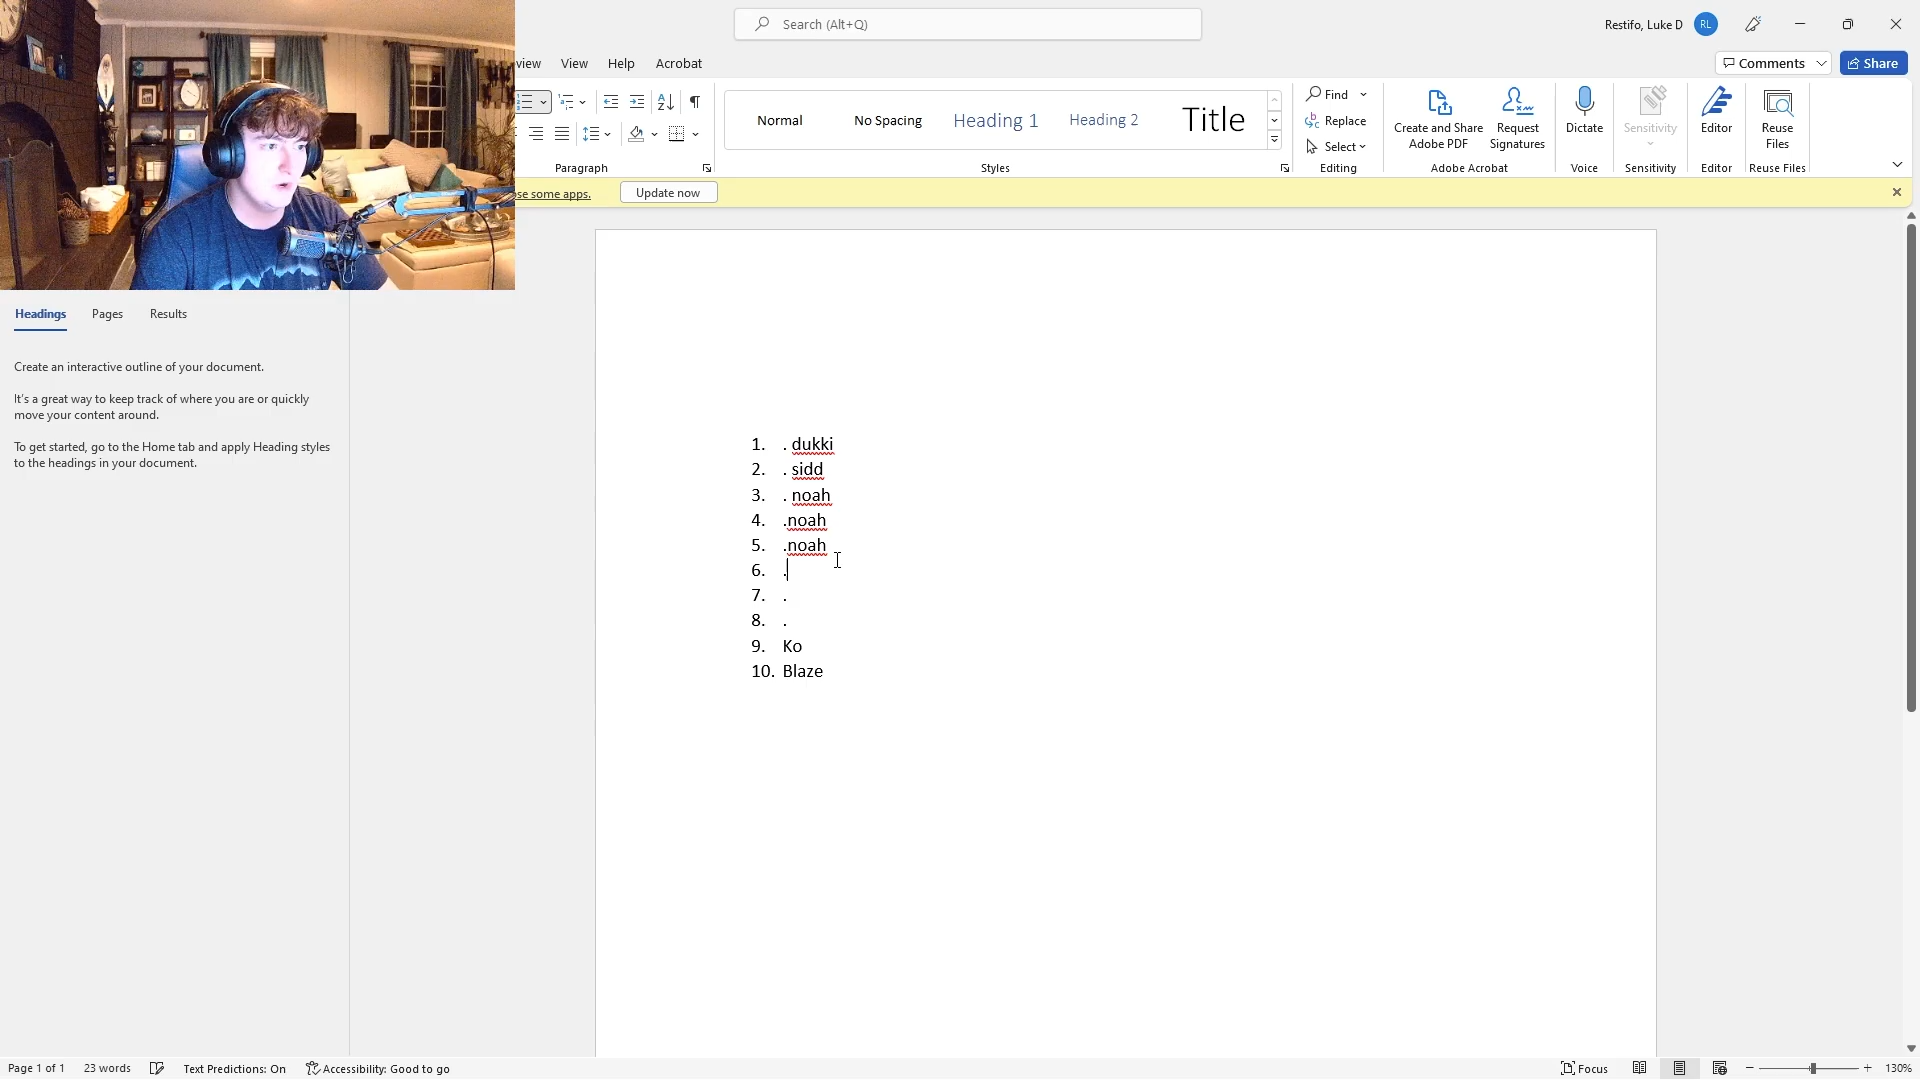 Search (Alt+Q)
Restifo, Luke D
RL
view
View
Help
Acrobat
Comments
Share
Normal
No Spacing
Heading 1
Heading 2
Title
Find
Replace
Select
Create and Share
Adobe PDF
Request
Signatures
Dictate
Sensitivity
Editor
Reuse
Files
Paragraph
Styles
Editing
Adobe Acrobat
Voice
Sensitivity
Editor
Reuse Files
some apps.
Update now
Headings
Pages
Results
Create an interactive outline of your document.
It's a great way to keep track of where you are or quickly
move your content around.
To get started, go to the Home tab and apply Heading styles
to the headings in your document.
1. . dukki
2. . sidd
3. . noah
4. .noah
5. .noah
6. .
7. .
8. .
9. Ko
10. Blaze
Page 1 of 1
23 words
Text Predictions: On
Accessibility: Good to go
Focus
130%